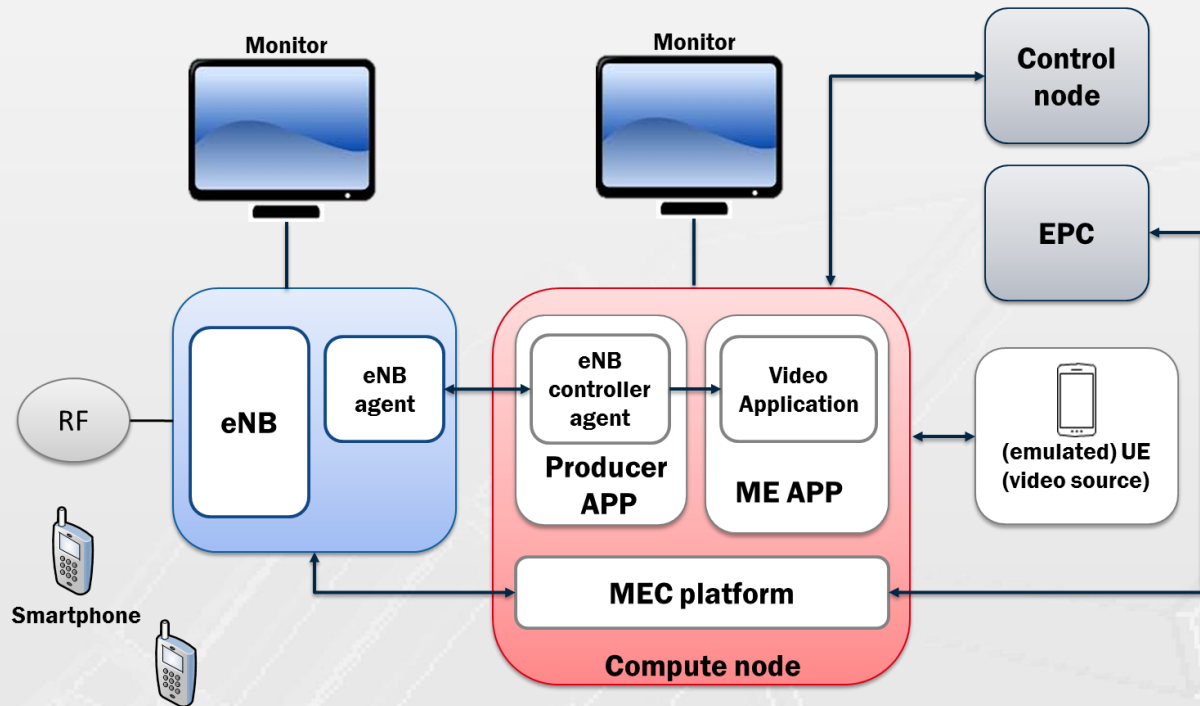 Monitor
Monitor
Control
node
EPC
RF
eNB
eNB
agent
eNB
controller
agent
Producer
APP
Video
Application
ME APP
(emulated) UE
(video source)
MEC platform
Compute node
Smartphone